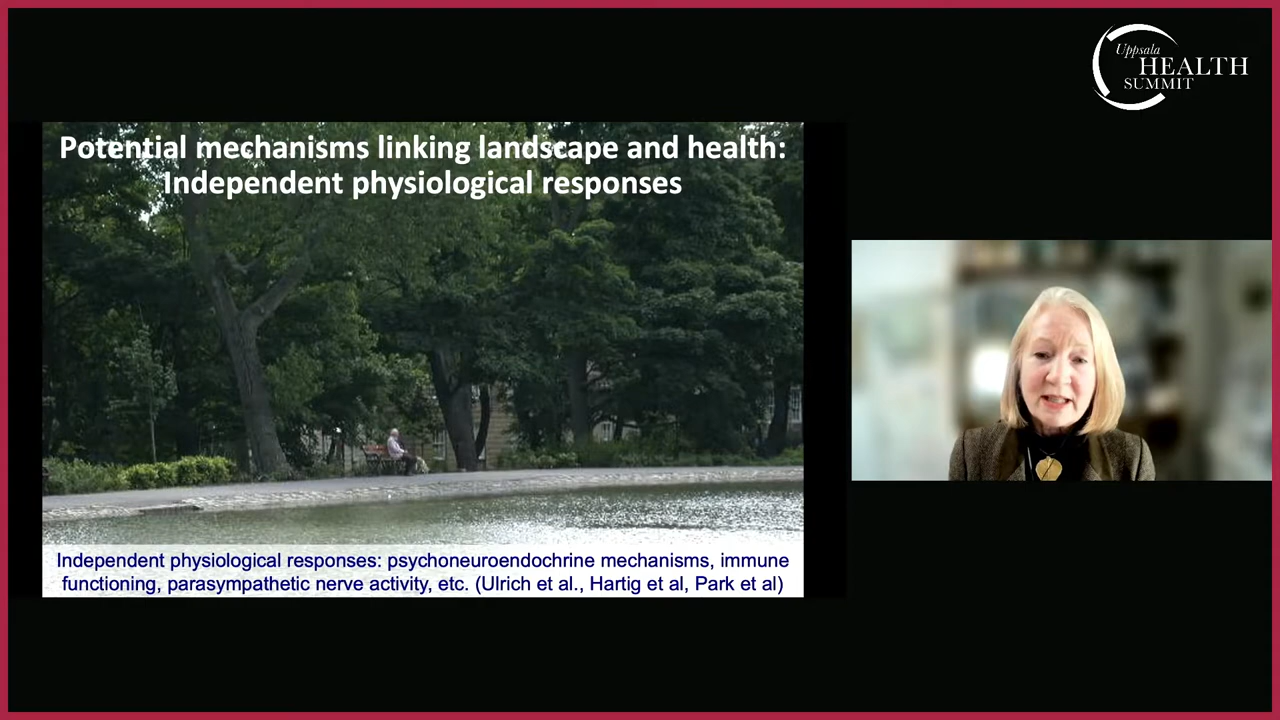 Uppsala
HEALTH
SUMMIT
Potential mechanisms linking landscape and health:
Independent physiological responses
Independent physiological responses: psychoneuroendocrine mechanisms, immune
functioning, parasympathetic nerve activity, etc. (Ulrich et al., Hartig et al, Park et al)